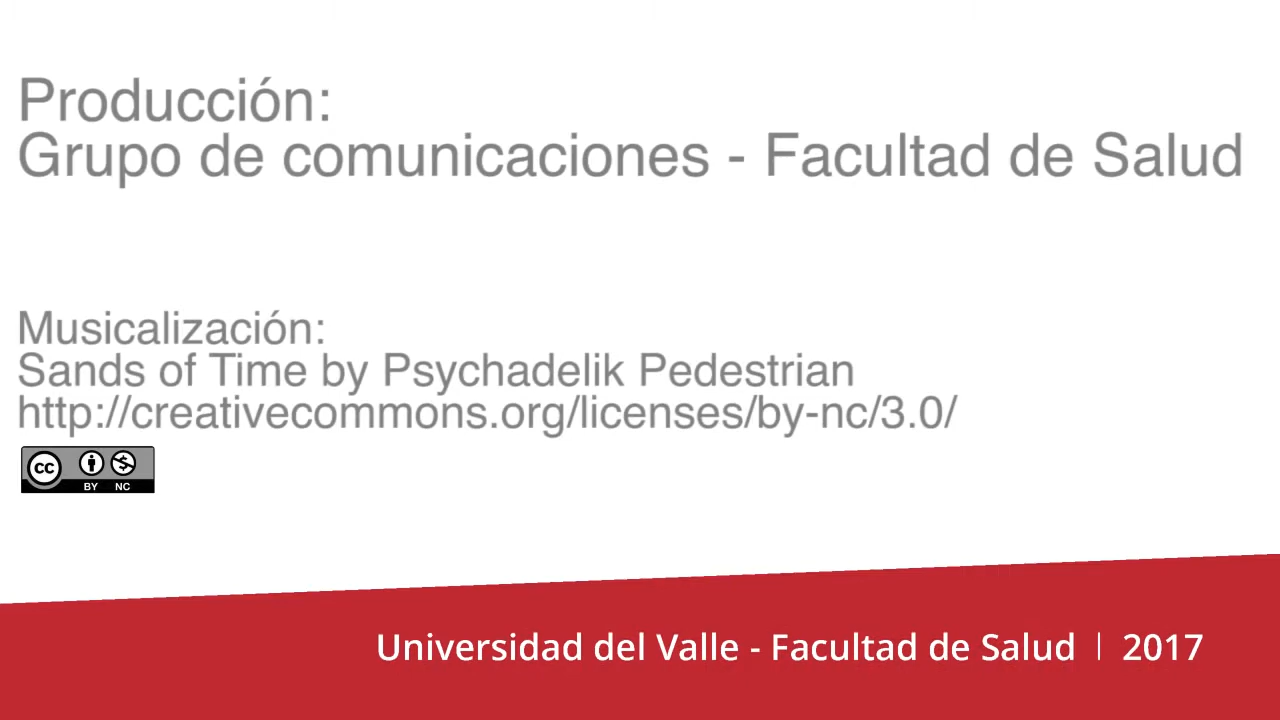 Producción:
Grupo de comunicaciones - Facultad de Salud
Musicalización:
Sands of Time by Psychadelik Pedestrian
http://creativecommons.org/licenses/by-nc/3.0/
cc BY NC
Universidad del Valle - Facultad de Salud | 2017